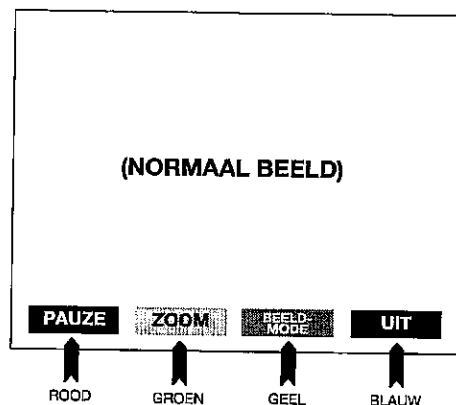 (NORMAAL BEELD)
PAUZE ZOOM BEELD-
MODE UIT
ROOD GROEN GEEL BLAUW